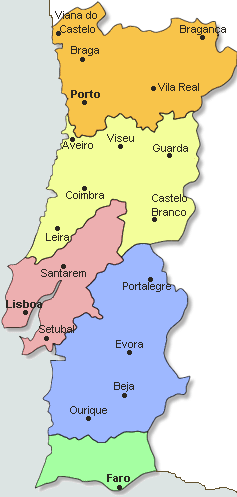 Viana do
Castelo
Bragança
Braga
Vila Real
Porto
Aveiro
Viseu
Guarda
Coimbra
Castelo
Branco
Leira
Santarem
Portalegre
Lisboa
Setubal
Evora
Beja
Ourique
Faro